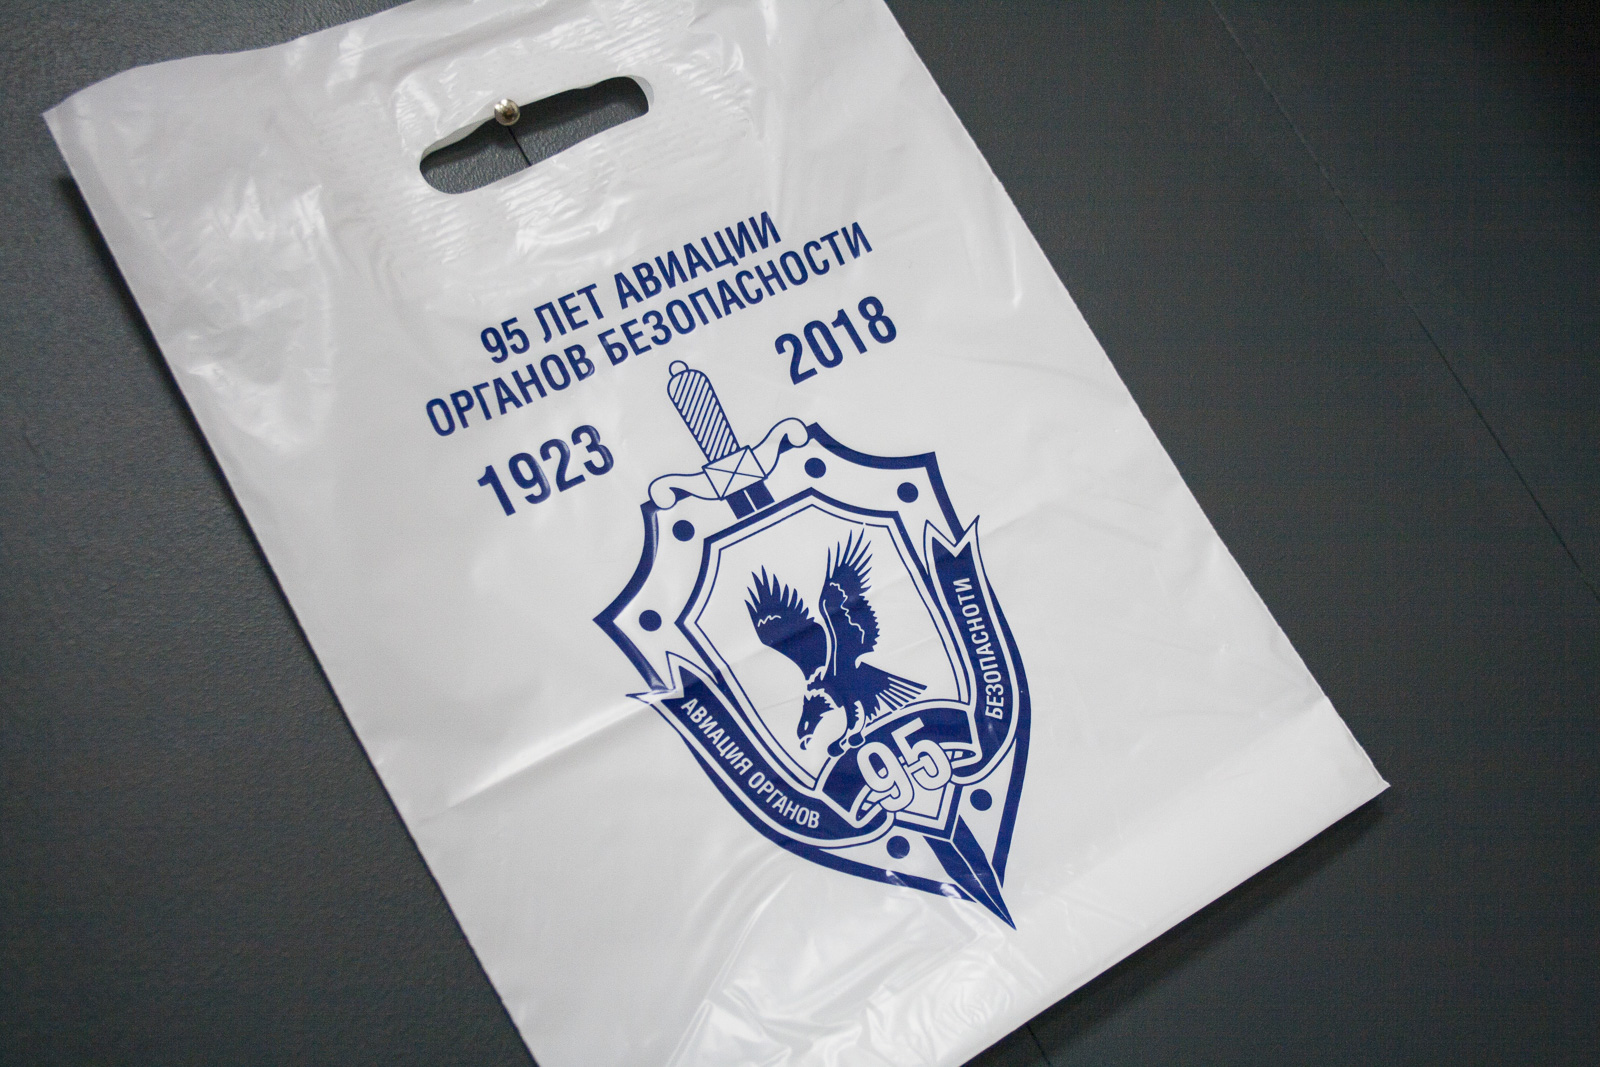 95 ЛЕТ АВИАЦИИ
ОРГАНОВ БЕЗОПАСНОСТИ
1923
2018
АВИАЦИЯ ОРГАНОВ
95
БЕЗОПАСНОТИ